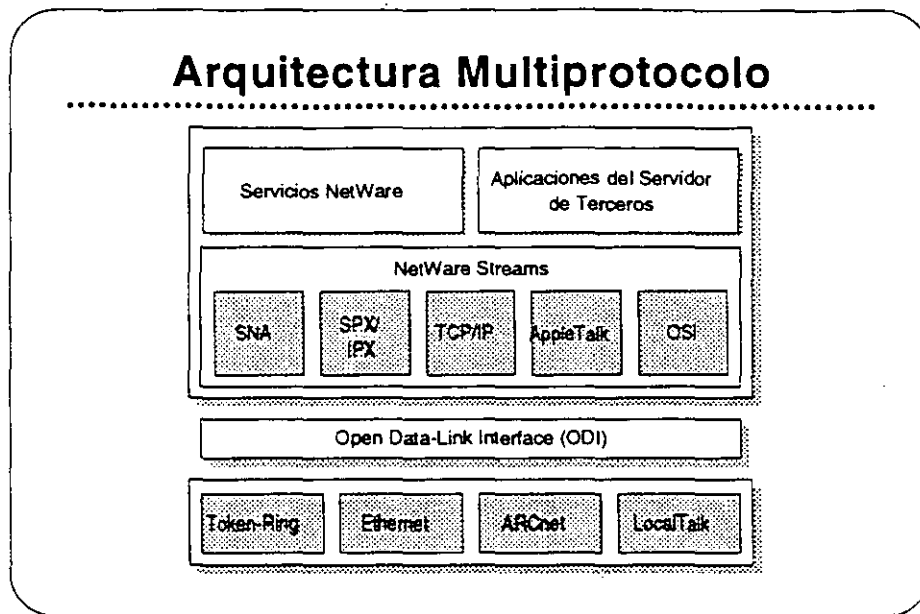 Arquitectura Multiprotocolo
Servicios NetWare
Aplicaciones del Servidor
de Terceros
NetWare Streams
SNA
SPX/
IPX
TCP/IP
AppleTalk
OSI
Open Data-Link Interface (ODI)
Token-Ring
Ethernet
ARCnet
LocalTalk